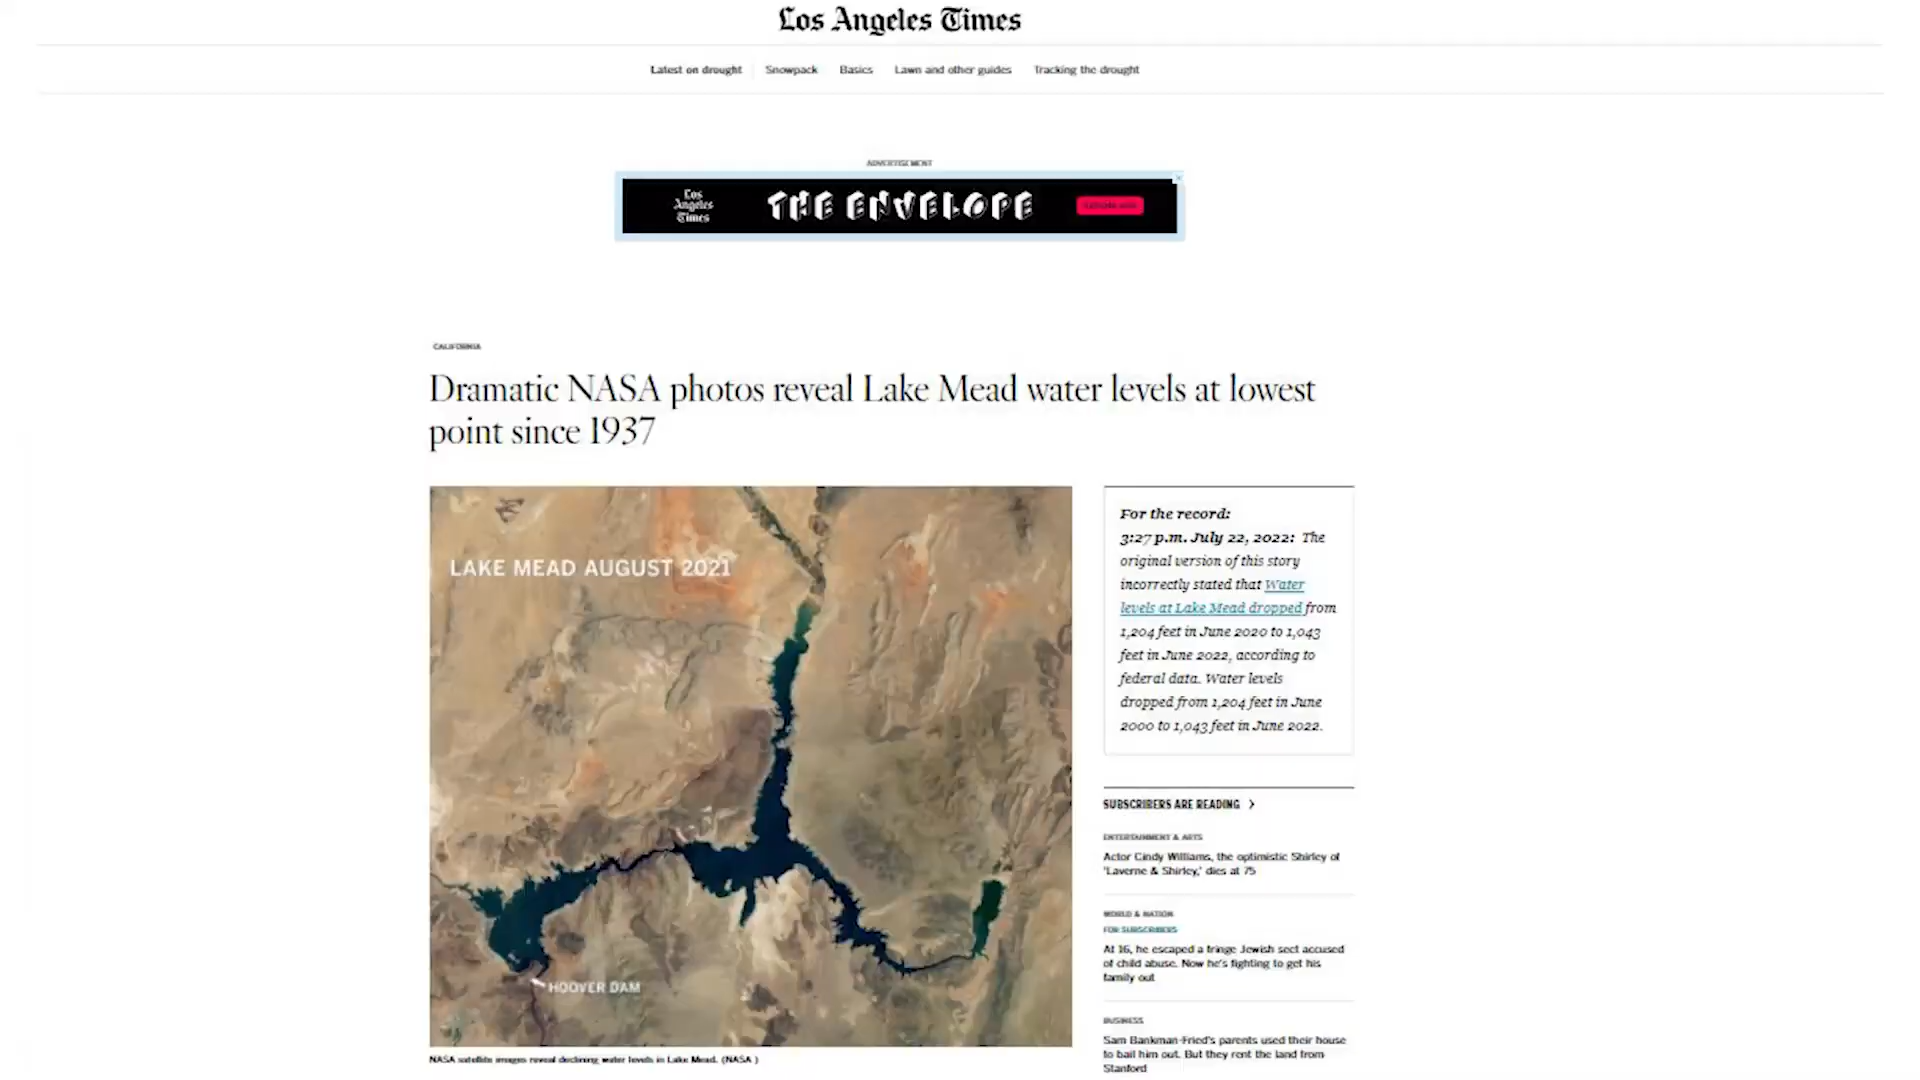 Los Angeles Times
Latest on drought Snowpack Basics Lawn and other guides Tracking the drought
ADVERTISEMENT
Los
Angeles
Times
THE ENVELOPE
CALIFORNIA
Dramatic NASA photos reveal Lake Mead water levels at lowest
point since 1937
LAKE MEAD AUGUST 2021
HOOVER DAM
NASA satellite images reveal declining water levels in Lake Mead. (NASA )
For the record:
3:27 p.m. July 22, 2022: The
original version of this story
incorrectly stated that Water
levels at Lake Mead dropped from
1,204 feet in June 2020 to 1,043
feet in June 2022, according to
federal data. Water levels
dropped from 1,204 feet in June
2000 to 1,043 feet in June 2022.
SUBSCRIBERS ARE READING >
ENTERTAINMENT & ARTS
Actor Cindy Williams, the optimistic Shirley of
'Laverne & Shirley,' dies at 75
WORLD & NATION
FOR SUBSCRIBERS
At 16, he escaped a fringe Jewish sect accused
of child abuse. Now he's fighting to get his
family out
BUSINESS
Sam Bankman-Fried's parents used their house
to bail him out. But they rent the land from
Stanford